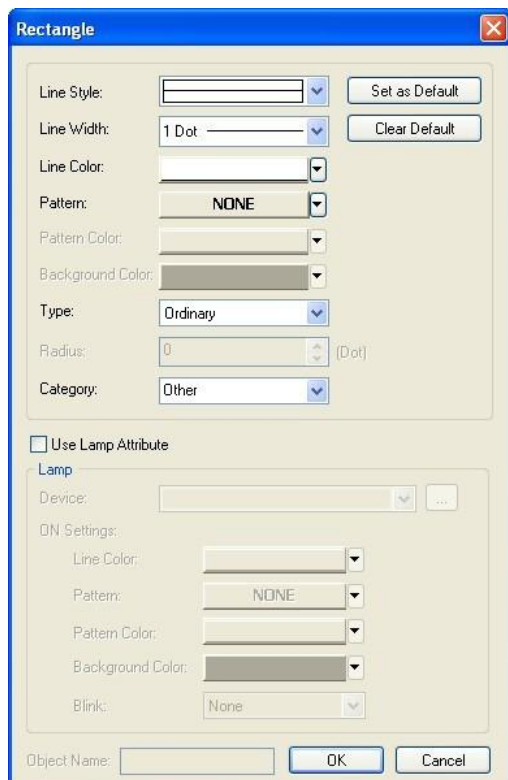 Rectangle
Line Style: Set as Default
Line Width: 1 Dot Clear Default
Line Color:
Pattern: NONE
Pattern Color:
Background Color:
Type: Ordinary
Radius: 0 (Dot)
Category: Other
Use Lamp Attribute
Lamp
Device: ...
ON Settings:
Line Color:
Pattern: NONE
Pattern Color:
Background Color:
Blink: None
Object Name: OK Cancel